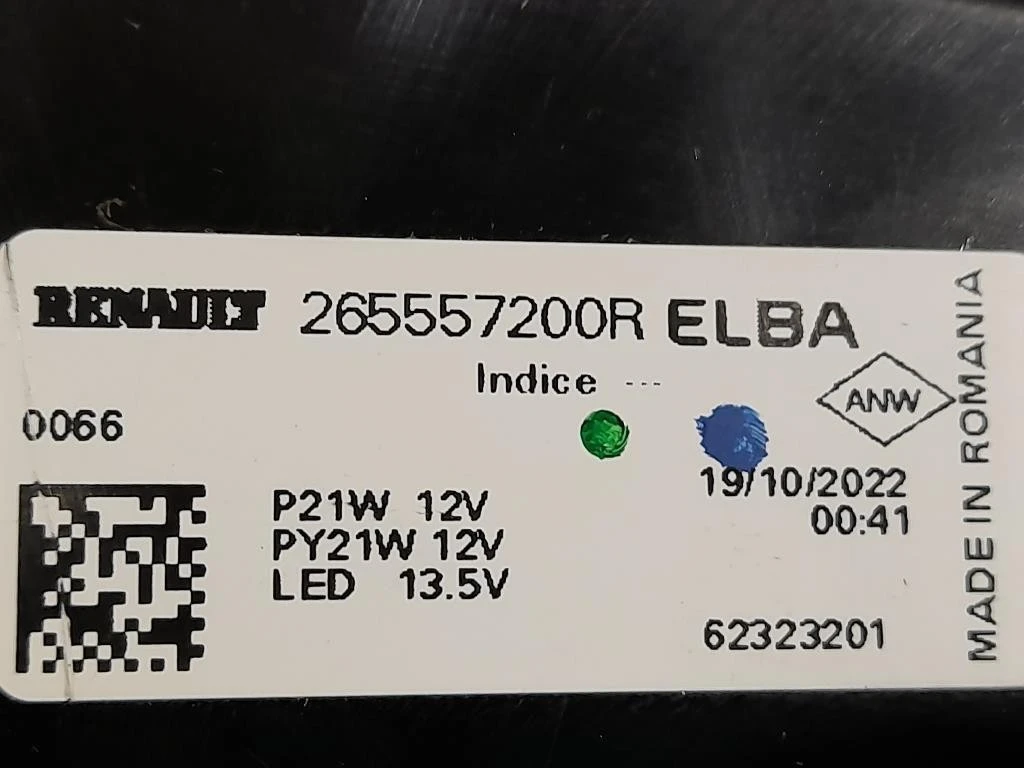 RENAULT 265557200R ELBA
Indice ---
ANW
0066
P21W 12V
PY21W 12V
LED 13.5V
19/10/2022
00:41
62323201
MADE IN ROMANIA